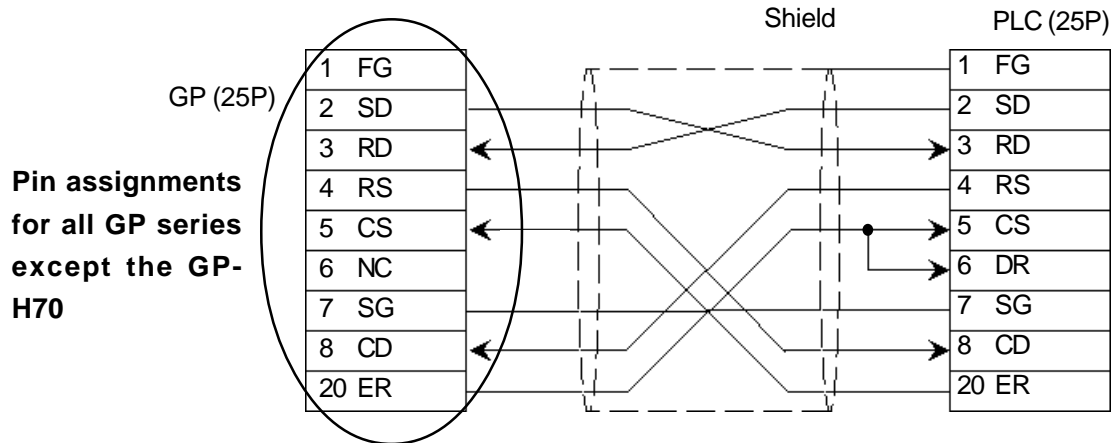 Shield
PLC (25P)
GP (25P)
Pin assignments
for all GP series
except the GP-
H70
1 FG
2 SD
3 RD
4 RS
5 CS
6 NC
7 SG
8 CD
20 ER
1 FG
2 SD
3 RD
4 RS
5 CS
6 DR
7 SG
8 CD
20 ER